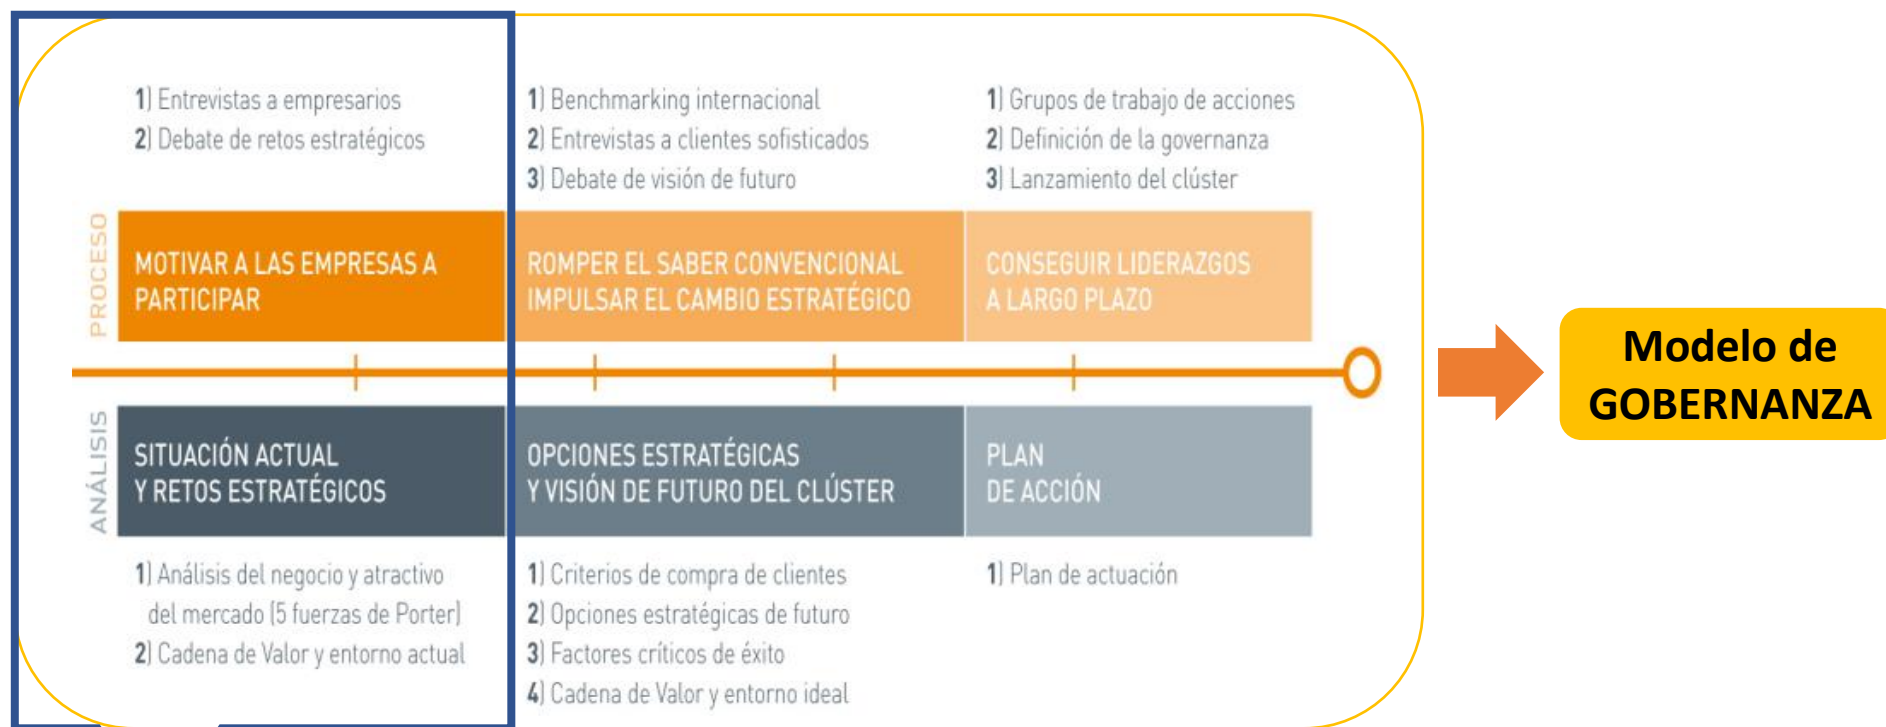 1) Entrevistas a empresarios
2) Debate de retos estratégicos
1) Benchmarking internacional
2) Entrevistas a clientes sofisticados
3) Debate de visión de futuro
1) Grupos de trabajo de acciones
2) Definición de la governanza
3) Lanzamiento del clúster
PROCESO
MOTIVAR A LAS EMPRESAS A
PARTICIPAR
ROMPER EL SABER CONVENCIONAL
IMPULSAR EL CAMBIO ESTRATÉGICO
CONSEGUIR LIDERAZGOS
A LARGO PLAZO
ANÁLISIS
SITUACIÓN ACTUAL
Y RETOS ESTRATÉGICOS
OPCIONES ESTRATÉGICAS
Y VISIÓN DE FUTURO DEL CLÚSTER
PLAN
DE ACCIÓN
1) Análisis del negocio y atractivo
del mercado (5 fuerzas de Porter)
2) Cadena de Valor y entorno actual
1) Criterios de compra de clientes
2) Opciones estratégicas de futuro
3) Factores críticos de éxito
4) Cadena de Valor y entorno ideal
1) Plan de actuación
Modelo de
GOBERNANZA